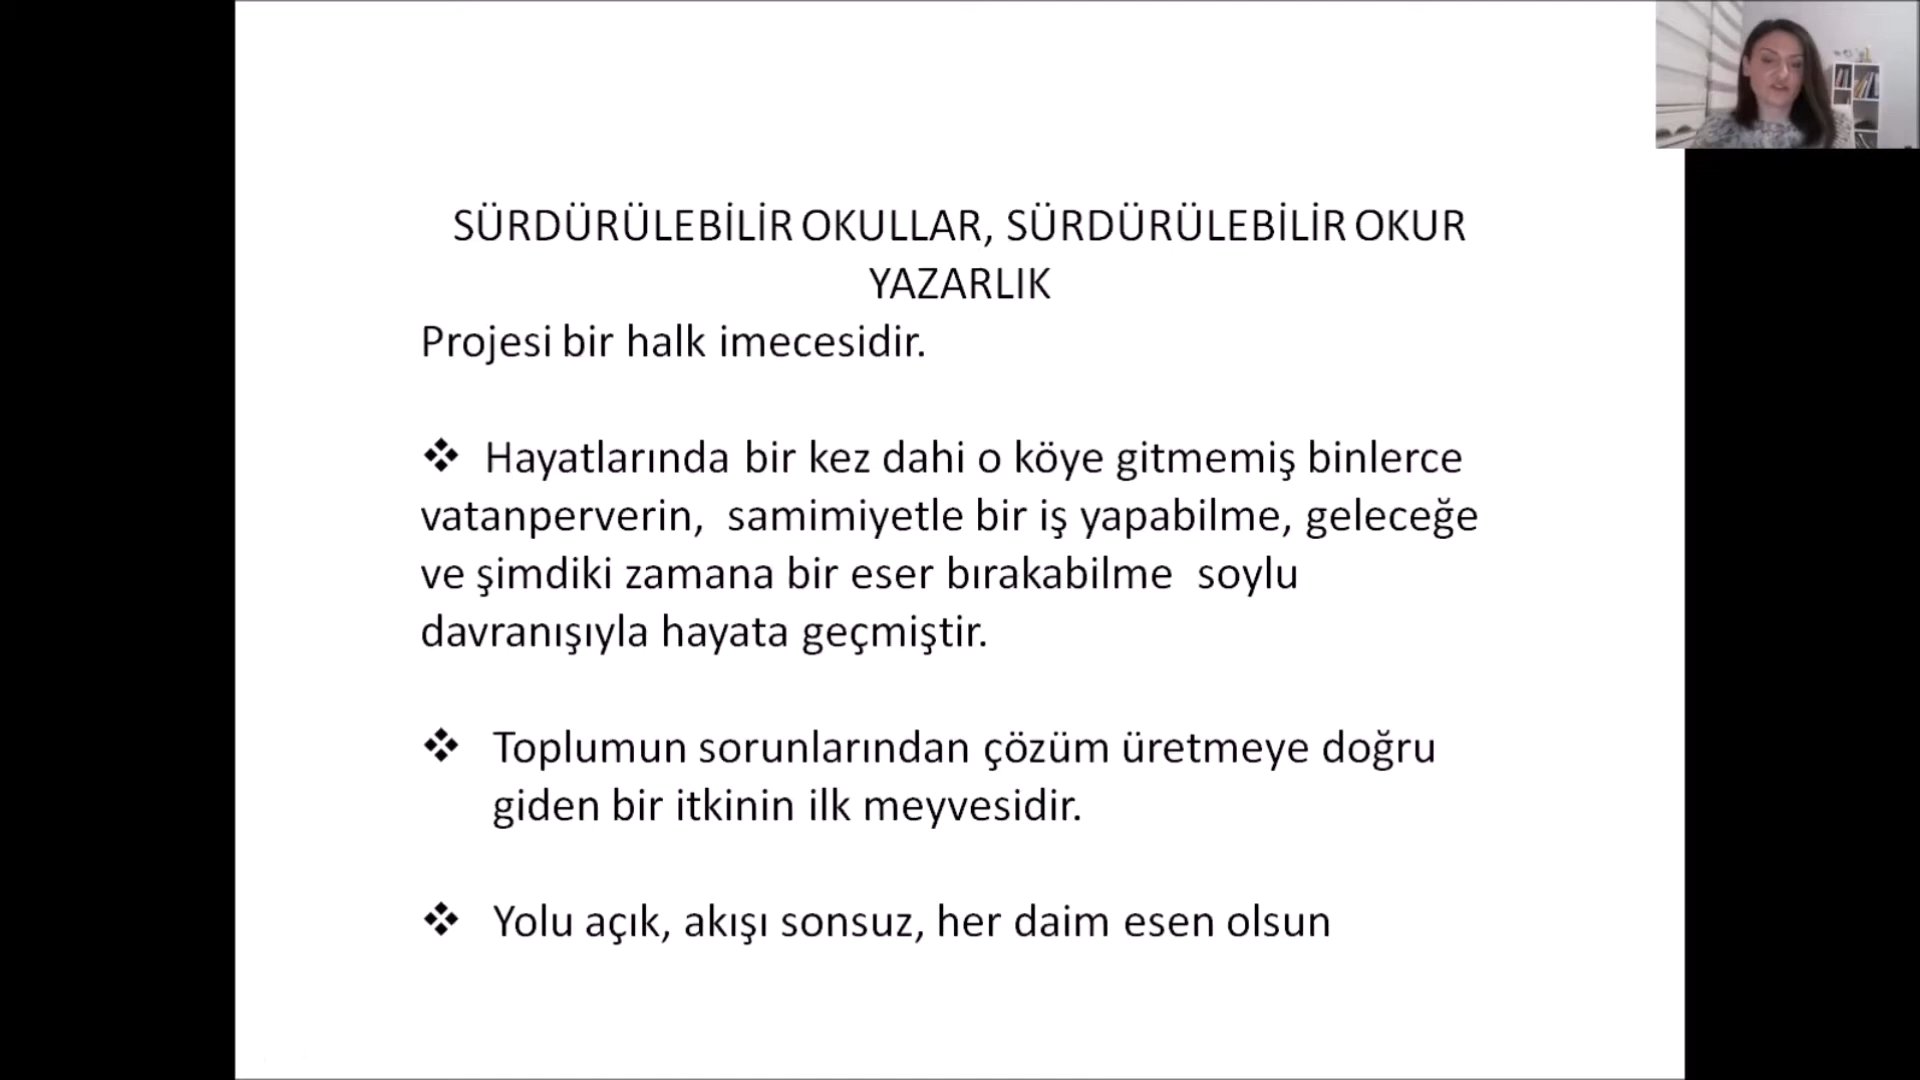 SÜRDÜRÜLEBİLİR OKULLAR, SÜRDÜRÜLEBİLİR OKUR
YAZARLIK
Projesi bir halk imecesidir.
❖ Hayatlarında bir kez dahi o köye gitmemiş binlerce
vatanperverin, samimiyetle bir iş yapabilme, geleceğe
ve şimdiki zamana bir eser bırakabilme soylu
davranışıyla hayata geçmiştir.
❖ Toplumun sorunlarından çözüm üretmeye doğru
giden bir itkinin ilk meyvesidir.
❖ Yolu açık, akışı sonsuz, her daim esen olsun